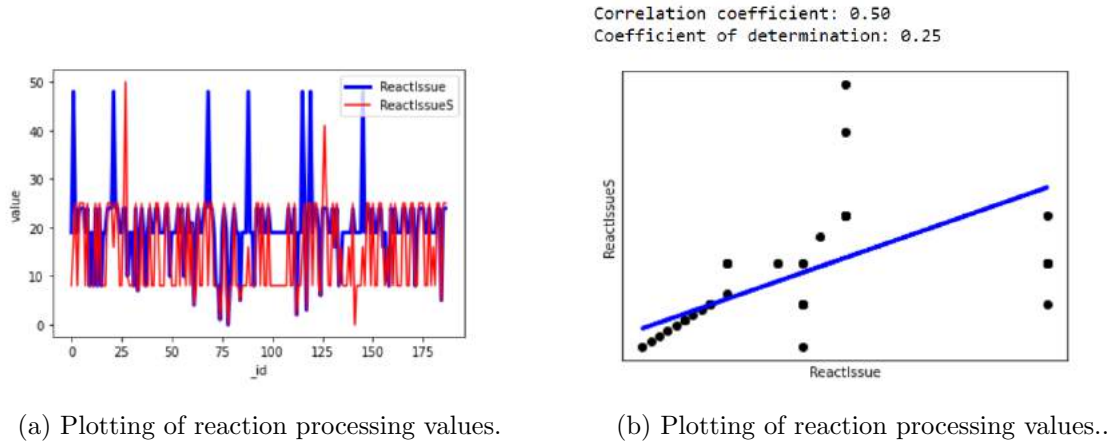 Correlation coefficient: 0.50
Coefficient of determination: 0.25
ReactIssue
ReactIssueS
50
40
30
20
10
0
value
0 25 50 75 100 125 150 175
_id
ReactIssueS
ReactIssue
(a) Plotting of reaction processing values.
(b) Plotting of reaction processing values..